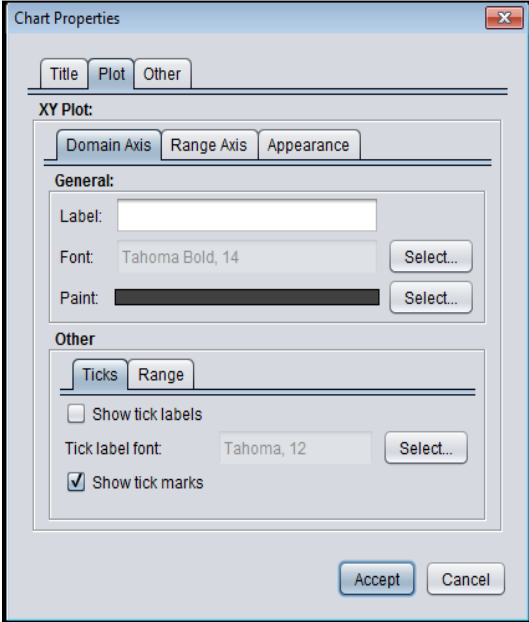 Chart Properties
Title Plot Other
XY Plot:
Domain Axis Range Axis Appearance
General:
Label:
Font: Tahoma Bold, 14 Select...
Paint: Select...
Other
Ticks Range
Show tick labels
Tick label font: Tahoma, 12 Select...
Show tick marks
Accept Cancel